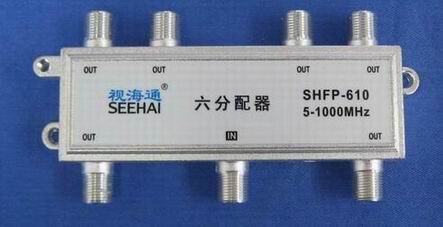 OUT OUT OUT OUT
视海通®
SEEHAI
六分配器
SHFP-610
5-1000MHz
OUT IN OUT